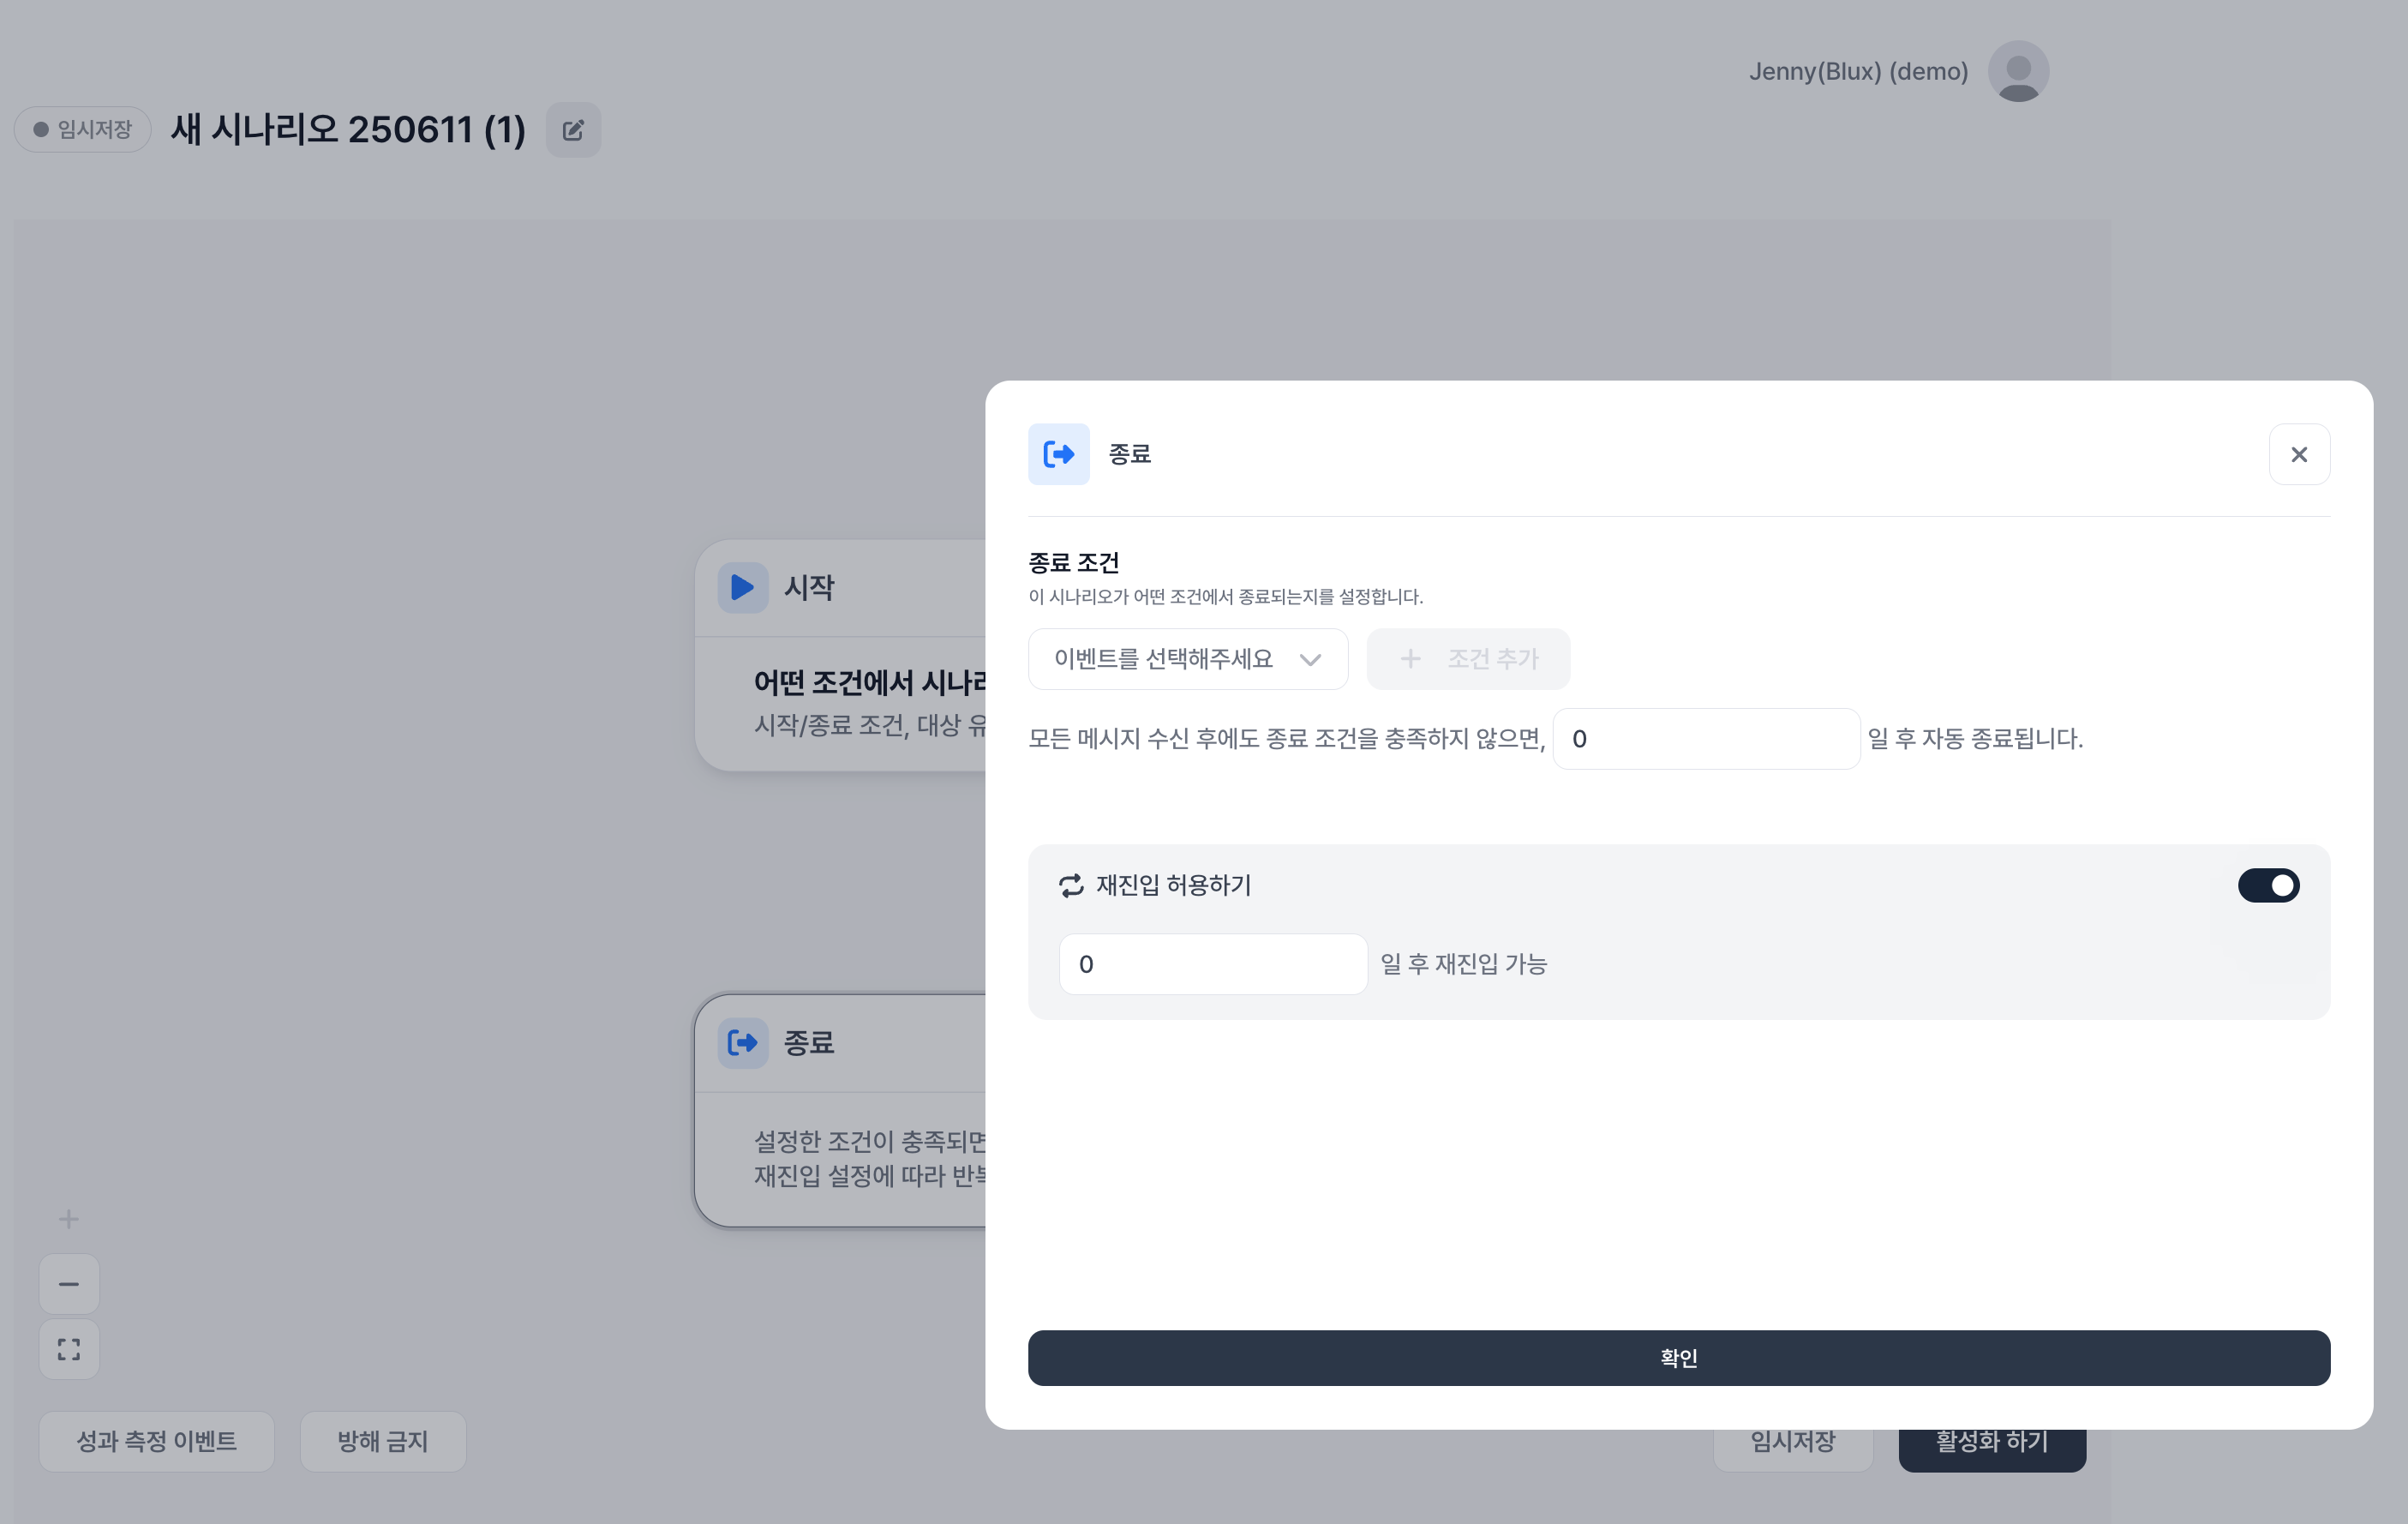 Jenny(Blux) (demo)
임시저장
새 시나리오 250611 (1)
시작
어떤 조건에서 시나리
시작/종료 조건, 대상 유
종료
설정한 조건이 충족되면
재진입 설정에 따라 반복
종료
종료 조건
이 시나리오가 어떤 조건에서 종료되는지를 설정합니다.
이벤트를 선택해주세요
조건 추가
모든 메시지 수신 후에도 종료 조건을 충족하지 않으면, 0 일 후 자동 종료됩니다.
재진입 허용하기
0 일 후 재진입 가능
확인
성과 측정 이벤트
방해 금지
임시저장
활성화 하기